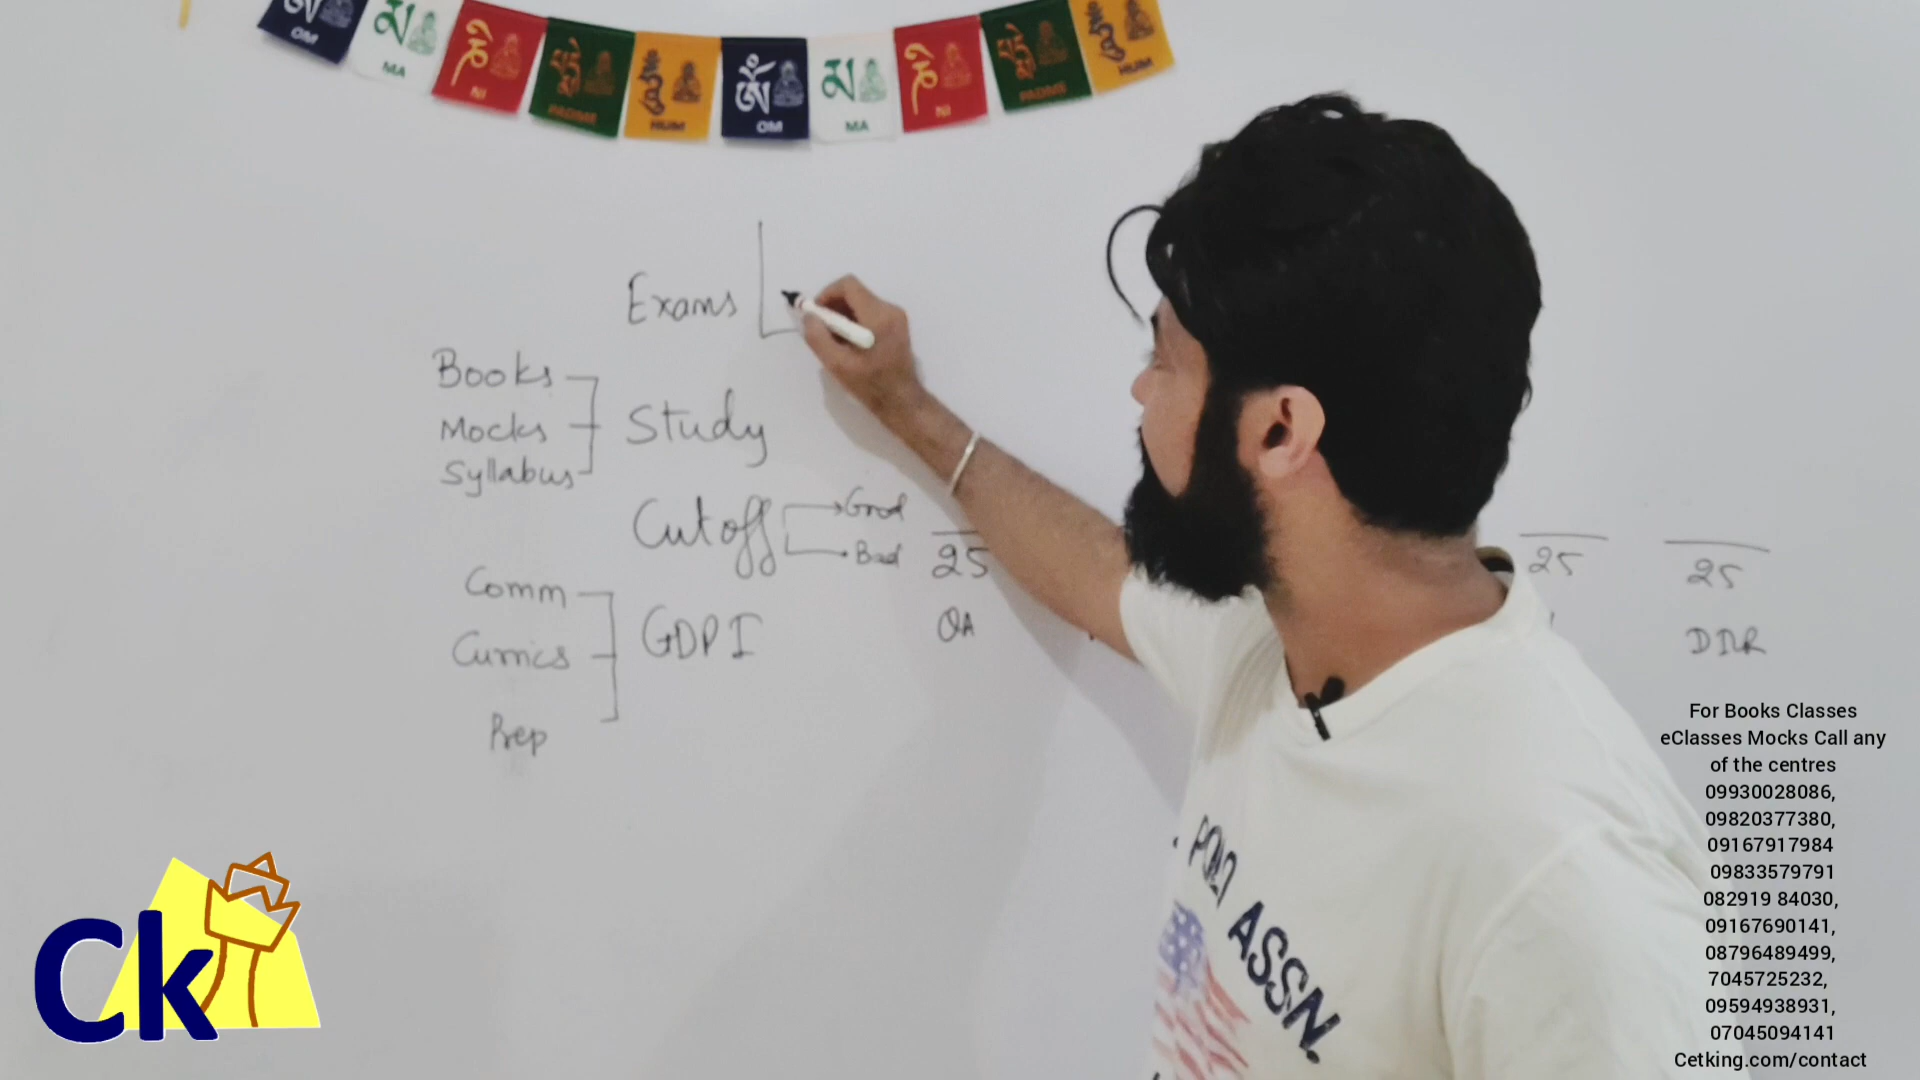 OM
MA
NI
PADME
HUM
OM
MA
NI
PADME
HUM
Exams
Books
Mocks
Syllabus
Study
Cutoff
Good
Bad
25
QA
25
25
DILR
Comm
Currics
Prep
GDPI
POLO ASSN.
Ck
For Books Classes
eClasses Mocks Call any
of the centres
09930028086,
09820377380,
09167917984
09833579791
082919 84030,
09167690141,
08796489499,
7045725232,
09594938931,
07045094141
Cetking.com/contact